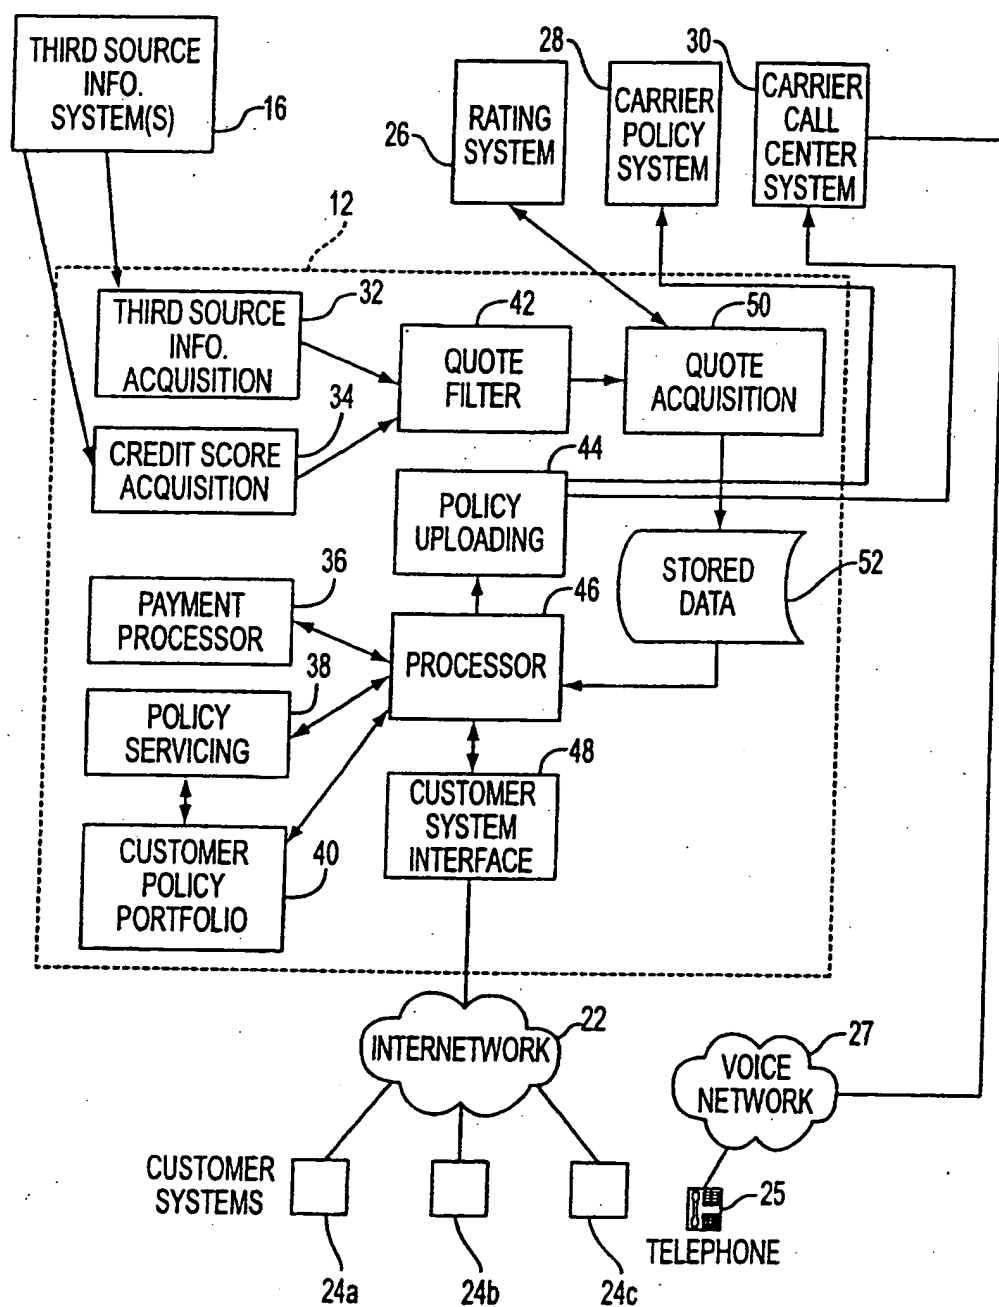 THIRD SOURCE
INFO.
SYSTEM(S)
16
26
RATING
SYSTEM
28
CARRIER
POLICY
SYSTEM
30
CARRIER
CALL
CENTER
SYSTEM
12
THIRD SOURCE
INFO.
ACQUISITION
32
42
QUOTE
FILTER
50
QUOTE
ACQUISITION
34
CREDIT SCORE
ACQUISITION
44
POLICY
UPLOADING
STORED
DATA
52
36
PAYMENT
PROCESSOR
46
PROCESSOR
38
POLICY
SERVICING
48
CUSTOMER
SYSTEM
INTERFACE
CUSTOMER
POLICY
PORTFOLIO
40
22
INTERNETWORK
27
VOICE
NETWORK
CUSTOMER
SYSTEMS
25
TELEPHONE
24a
24b
24c